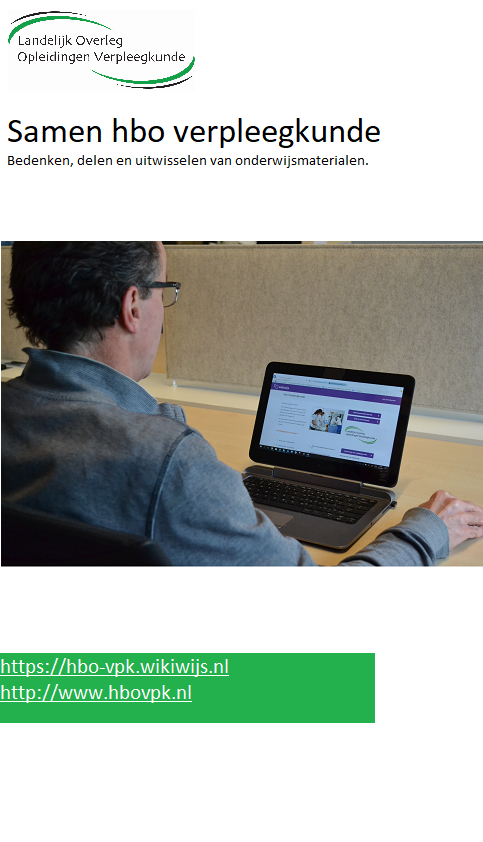 Landelijk Overleg
Opleidingen Verpleegkunde
Samen hbo verpleegkunde
Bedenken, delen en uitwisselen van onderwijsmaterialen.
https://hbo-vpk.wikiwijs.nl
http://www.hbovpk.nl